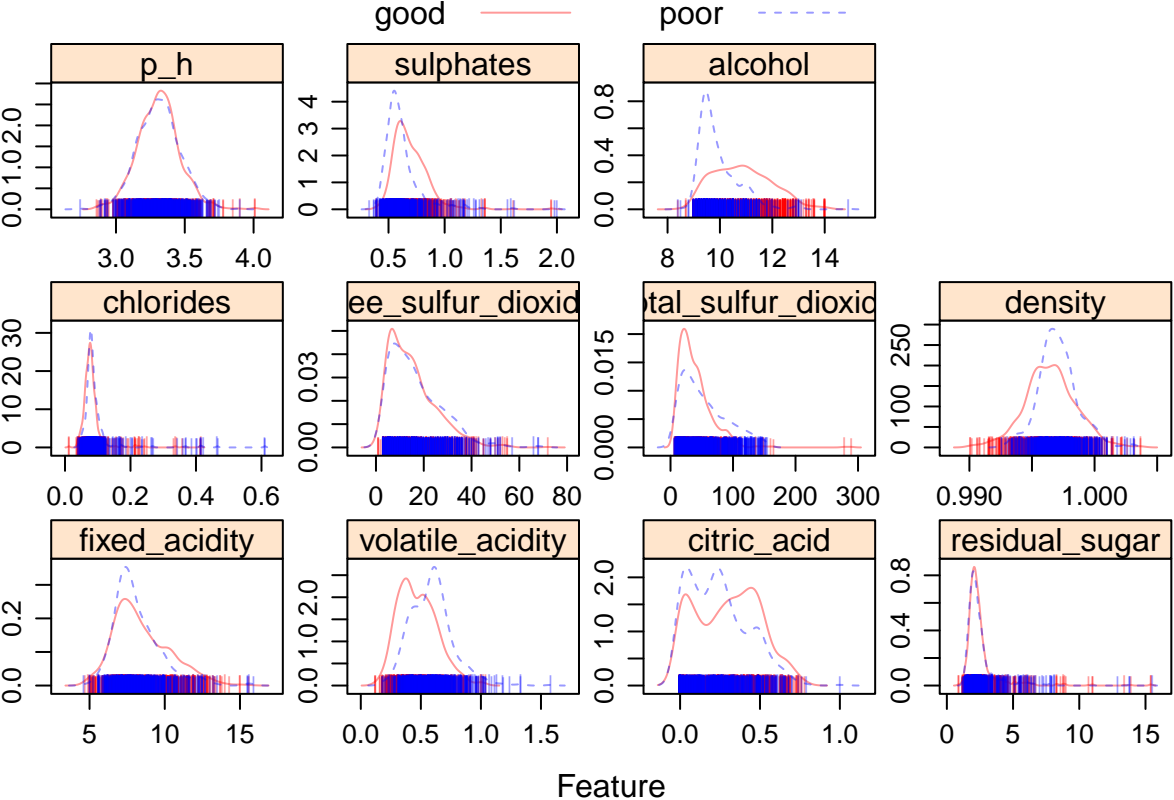 good poor
p_h sulphates alcohol
0.0 1.0 2.0
0 1 2 3 4
0.0 0.4 0.8
3.0 3.5 4.0
0.5 1.0 1.5 2.0
8 10 12 14
chlorides ee_sulfur_dioxid otal_sulfur_dioxid density
0 10 20 30
0.00 0.03
0.000 0.015
0 100 250
0.0 0.2 0.4 0.6
0 20 40 60 80
0 100 200 300
0.990 1.000
fixed_acidity volatile_acidity citric_acid residual_sugar
0.0 0.2
0.0 1.0 2.0
0.0 1.0 2.0
0.0 0.4 0.8
5 10 15
0.0 0.5 1.0 1.5
0.0 0.5 1.0
0 5 10 15
Feature